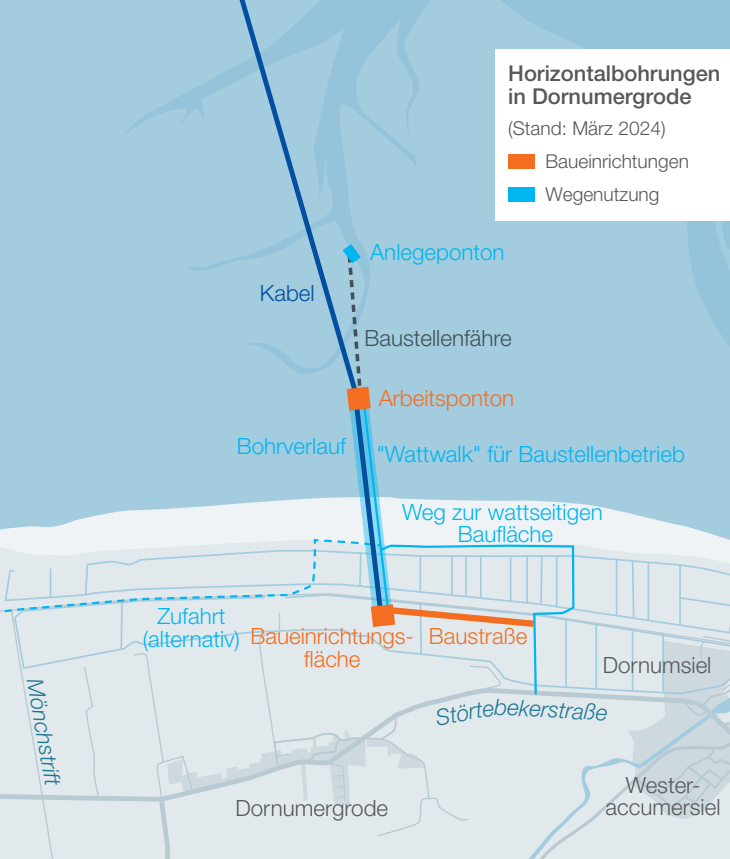 Horizontalbohrungen
in Dornumergrode
(Stand: März 2024)
Baueinrichtungen
Wegenutzung
Anlegeponton
Kabel
Baustellenfähre
Arbeitsponton
Bohrverlauf
"Wattwalk" für Baustellenbetrieb
Weg zur wattseitigen
Baufläche
Zufahrt
(alternativ)
Baueinrichtungs-
fläche
Baustraße
Dornumsiel
Mönchstrift
Störtebekerstraße
Dornumergrode
Wester-
accumersiel